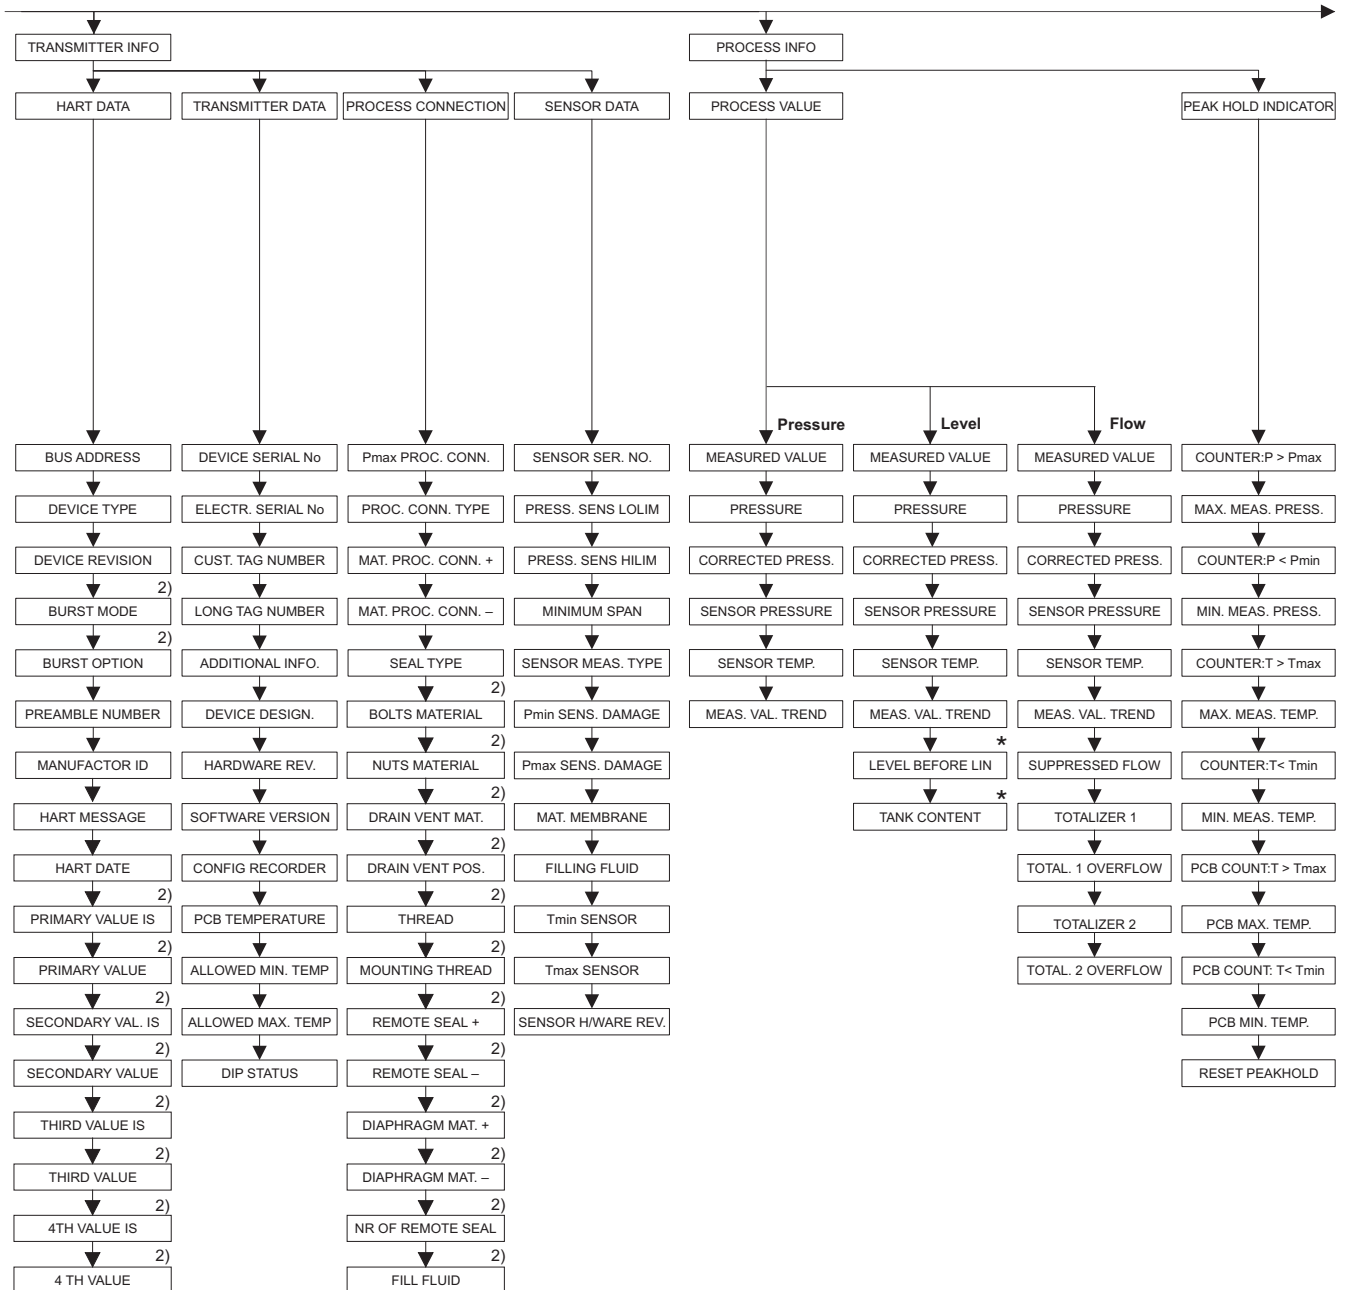 TRANSMITTER INFO
PROCESS INFO
HART DATA
TRANSMITTER DATA
PROCESS CONNECTION
SENSOR DATA
PROCESS VALUE
PEAK HOLD INDICATOR
BUS ADDRESS
DEVICE TYPE
DEVICE REVISION
2)
BURST MODE
2)
BURST OPTION
PREAMBLE NUMBER
MANUFACTOR ID
HART MESSAGE
HART DATE
2)
PRIMARY VALUE IS
2)
PRIMARY VALUE
2)
SECONDARY VAL. IS
2)
SECONDARY VALUE
2)
THIRD VALUE IS
2)
THIRD VALUE
2)
4TH VALUE IS
2)
4 TH VALUE
DEVICE SERIAL No
ELECTR. SERIAL No
CUST. TAG NUMBER
LONG TAG NUMBER
ADDITIONAL INFO.
DEVICE DESIGN.
HARDWARE REV.
SOFTWARE VERSION
CONFIG RECORDER
PCB TEMPERATURE
ALLOWED MIN. TEMP
ALLOWED MAX. TEMP
DIP STATUS
Pmax PROC. CONN.
PROC. CONN. TYPE
MAT. PROC. CONN. +
MAT. PROC. CONN. –
SEAL TYPE
2)
BOLTS MATERIAL
2)
NUTS MATERIAL
2)
DRAIN VENT MAT.
2)
DRAIN VENT POS.
2)
THREAD
2)
MOUNTING THREAD
2)
REMOTE SEAL +
2)
REMOTE SEAL –
2)
DIAPHRAGM MAT. +
2)
DIAPHRAGM MAT. –
2)
NR OF REMOTE SEAL
2)
FILL FLUID
SENSOR SER. NO.
PRESS. SENS LOLIM
PRESS. SENS HILIM
MINIMUM SPAN
SENSOR MEAS. TYPE
Pmin SENS. DAMAGE
Pmax SENS. DAMAGE
MAT. MEMBRANE
FILLING FLUID
Tmin SENSOR
Tmax SENSOR
SENSOR H/WARE REV.
Pressure
MEASURED VALUE
PRESSURE
CORRECTED PRESS.
SENSOR PRESSURE
SENSOR TEMP.
MEAS. VAL. TREND
Level
MEASURED VALUE
PRESSURE
CORRECTED PRESS.
SENSOR PRESSURE
SENSOR TEMP.
MEAS. VAL. TREND
*
LEVEL BEFORE LIN
*
TANK CONTENT
Flow
MEASURED VALUE
PRESSURE
CORRECTED PRESS.
SENSOR PRESSURE
SENSOR TEMP.
MEAS. VAL. TREND
SUPPRESSED FLOW
TOTALIZER 1
TOTAL. 1 OVERFLOW
TOTALIZER 2
TOTAL. 2 OVERFLOW
COUNTER:P > Pmax
MAX. MEAS. PRESS.
COUNTER:P < Pmin
MIN. MEAS. PRESS.
COUNTER:T > Tmax
MAX. MEAS. TEMP.
COUNTER:T< Tmin
MIN. MEAS. TEMP.
PCB COUNT:T > Tmax
PCB MAX. TEMP.
PCB COUNT: T< Tmin
PCB MIN. TEMP.
RESET PEAKHOLD